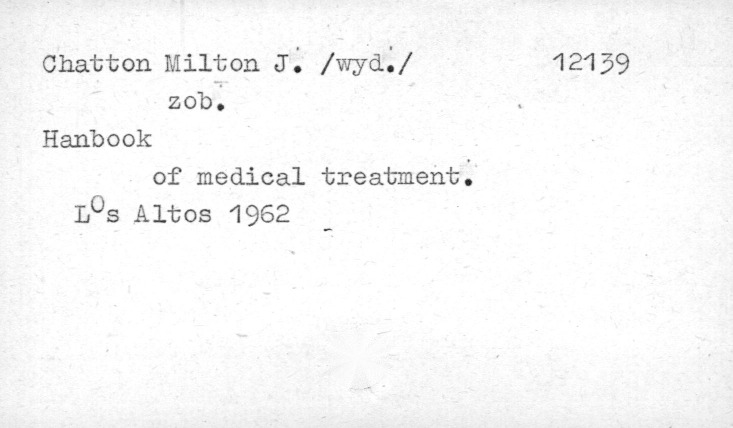 Chatton Milton J. /wyd./ 12139
zob.
Hanbook
of medical treatment.
Los Altos 1962